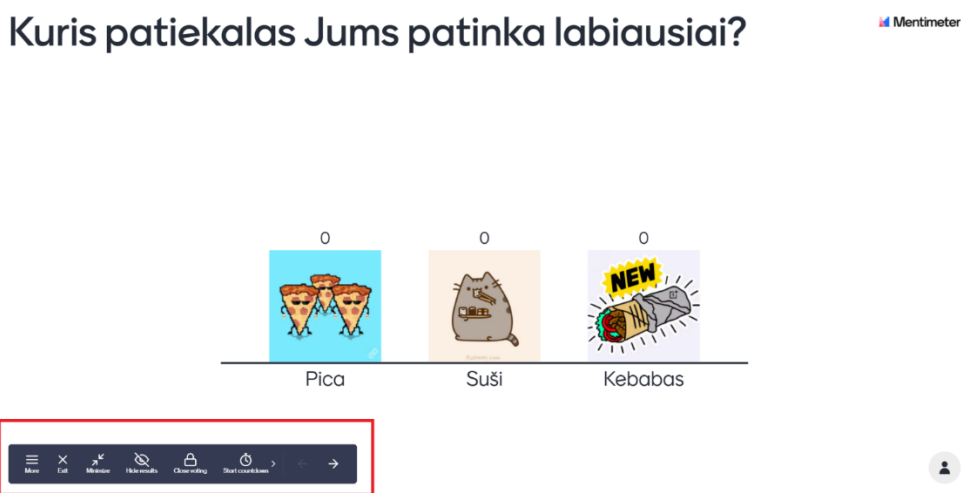 Kuris patiekalas Jums patinka labiausiai?
Mentimeter
0 0 0
NEW
Pica Suši Kebabas
More Exit Minimize Hide results Close voting Start countdown